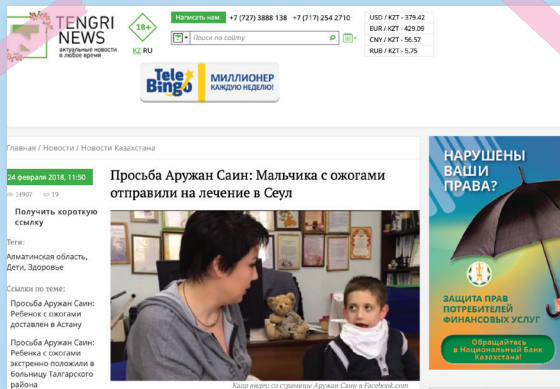 TENGRI
NEWS
актуальные новости
в любое время
18+
KZ RU
Написать нам +7 (727) 3888 138 +7 (717) 254 2710
Поиск по сайту
USD / KZT - 379.42
EUR / KZT - 429.09
CNY / KZT - 56.57
RUB / KZT - 5.75
Tele
Bingo
МИЛЛИОНЕР
КАЖДУЮ НЕДЕЛЮ!
Главная / Новости / Новости Казахстана
24 февраля 2018, 11:50
14907 19
Получить короткую
ссылку
Теги:
Алматинская область,
Дети, Здоровье
Ссылки по теме:
Просьба Аружан Саин:
Ребенок с ожогами
доставлен в Астану
Просьба Аружан Саин:
Ребенка с ожогами
экстренно положили в
больницу Талгарского
района
Просьба Аружан Саин: Мальчика с ожогами
отправили на лечение в Сеул
Кадр видео со страницы Аружан Саин в Facebook.com
НАРУШЕНЫ
ВАШИ
ПРАВА?
ЗАЩИТА ПРАВ
ПОТРЕБИТЕЛЕЙ
ФИНАНСОВЫХ УСЛУГ
Обращайтесь
в Национальный Банк
Казахстана!